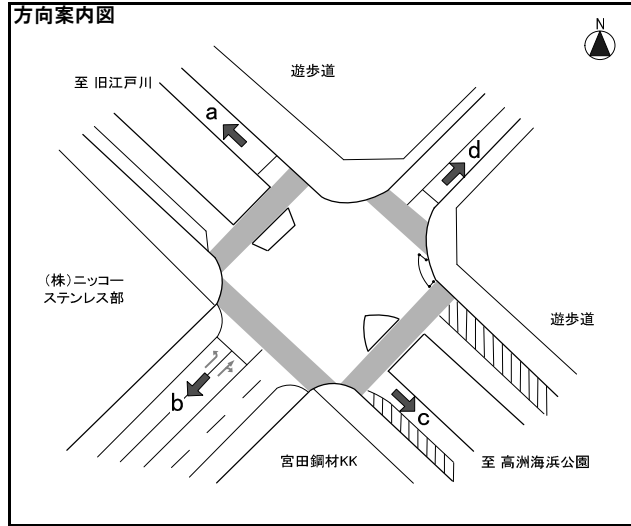 方向案内図
N
遊歩道
至 旧江戸川
a
d
(株)ニッコー
ステンレス部
遊歩道
b
c
宮田鋼材KK
至 高洲海浜公園